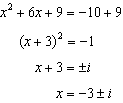 x² + 6x + 9 = −10 + 9
(x + 3)² = −1
x + 3 = ±i
x = −3 ± i